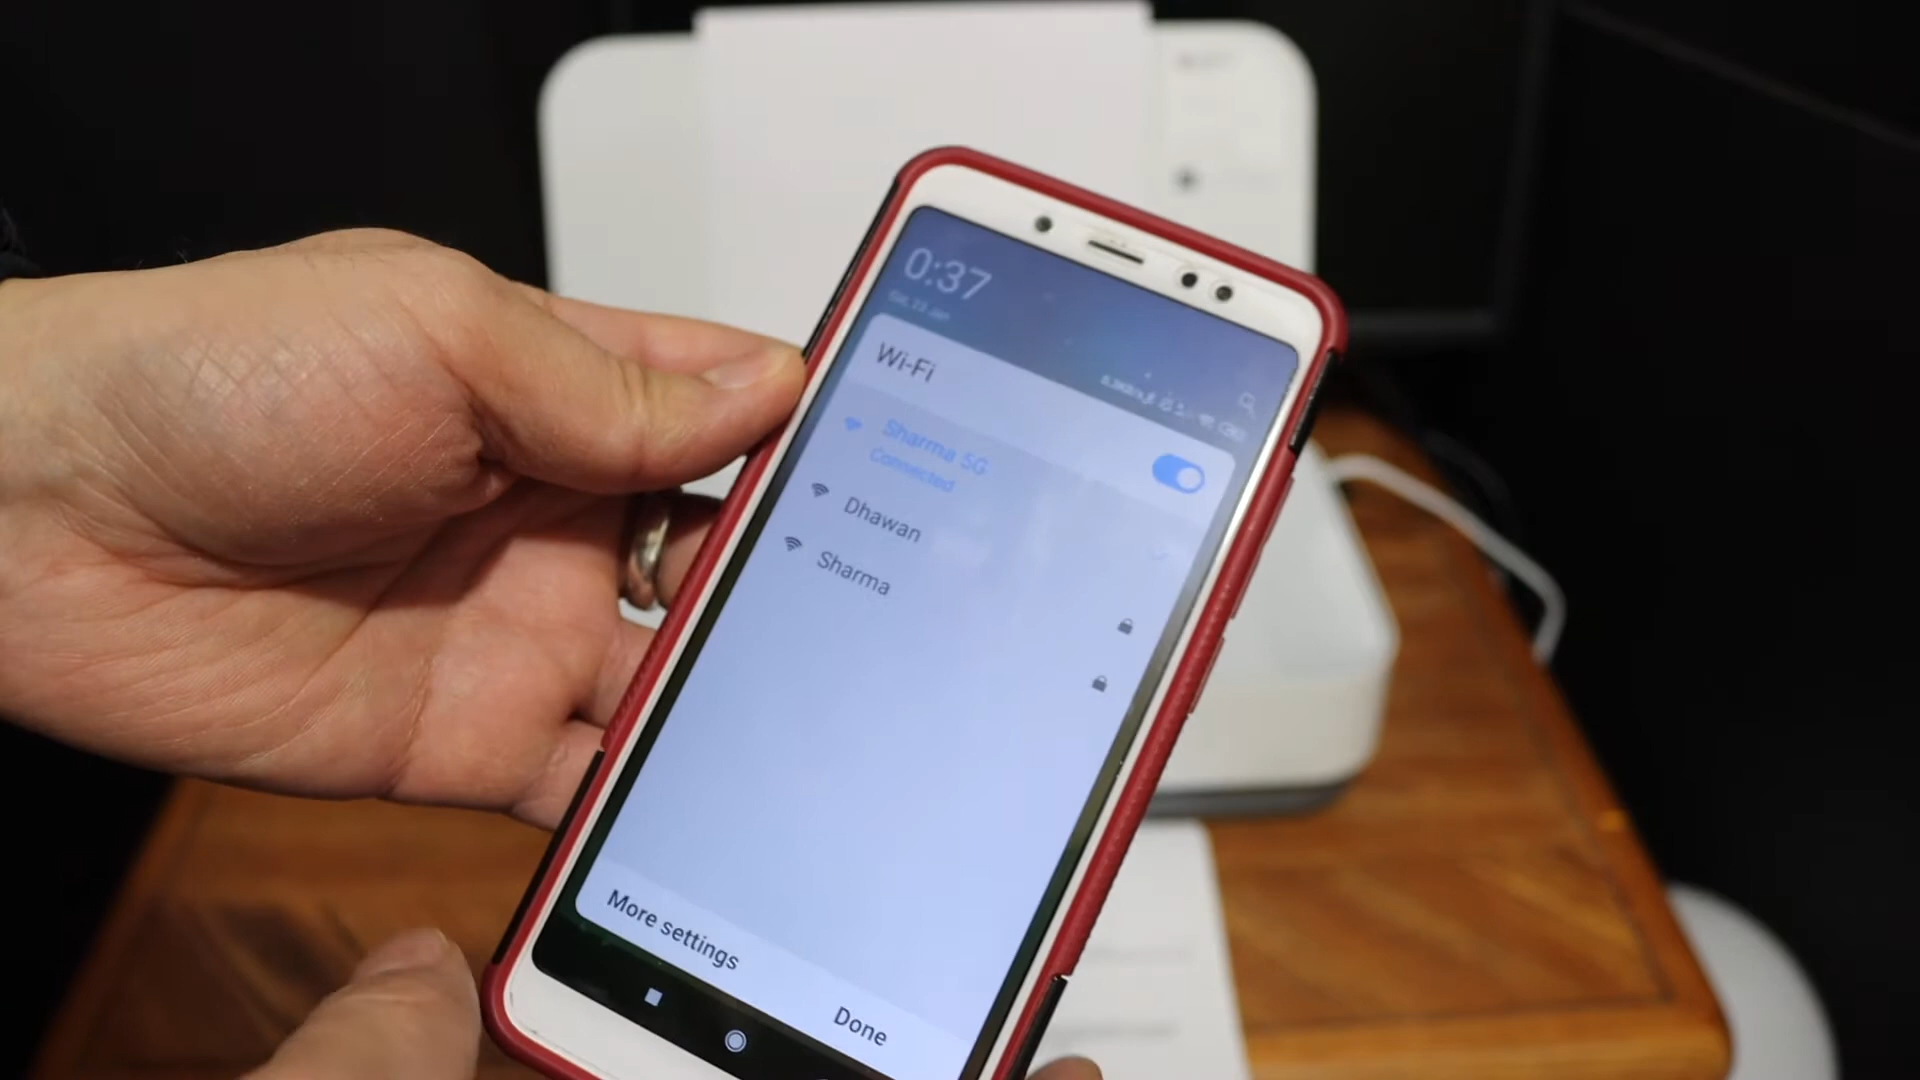 0:37
Wi-Fi
Sharma 5G
Connected
Dhawan
Sharma
More settings
Done